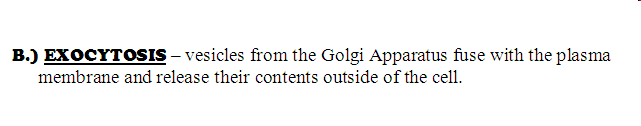 B.) EXOCYTOSIS – vesicles from the Golgi Apparatus fuse with the plasma
membrane and release their contents outside of the cell.